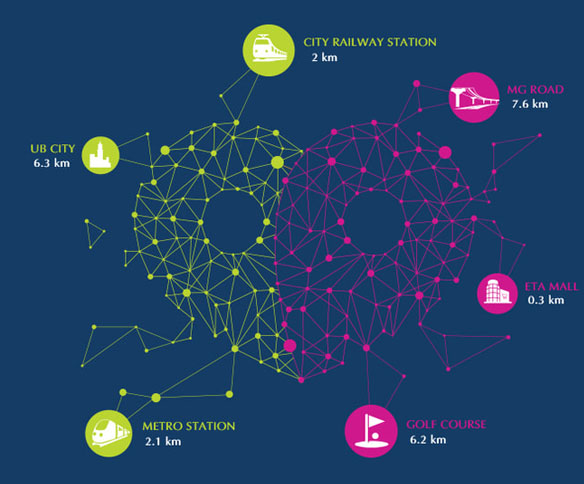 CITY RAILWAY STATION
2 km
MG ROAD
7.6 km
UB CITY
6.3 km
ETA MALL
0.3 km
METRO STATION
2.1 km
GOLF COURSE
6.2 km